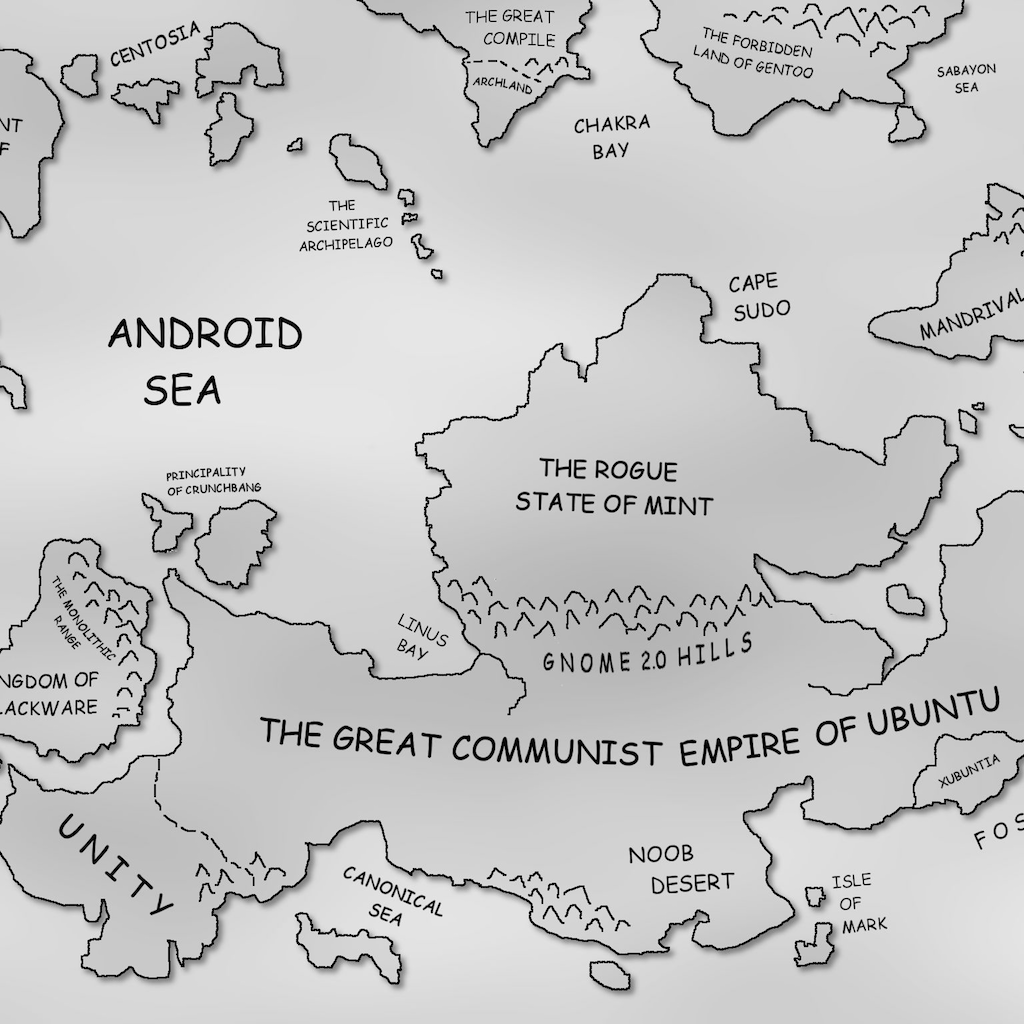 THE GREAT
COMPILE
ARCHLAND
THE FORBIDDEN
LAND OF GENTOO
SABAYON
SEA
CENTOSIA
CHAKRA
BAY
NT
F
THE
SCIENTIFIC
ARCHIPELAGO
CAPE
SUDO
MANDRIVAL
ANDROID
SEA
PRINCIPALITY
OF CRUNCHBANG
THE ROGUE
STATE OF MINT
THE MONOLITHIC
RANGE
LINUS
BAY
GNOME 2.0 HILLS
NGDOM OF
LACKWARE
THE GREAT COMMUNIST EMPIRE OF UBUNTU
XUBUNTIA
FOS
UNITY
CANONICAL
SEA
NOOB
DESERT
ISLE
OF
MARK